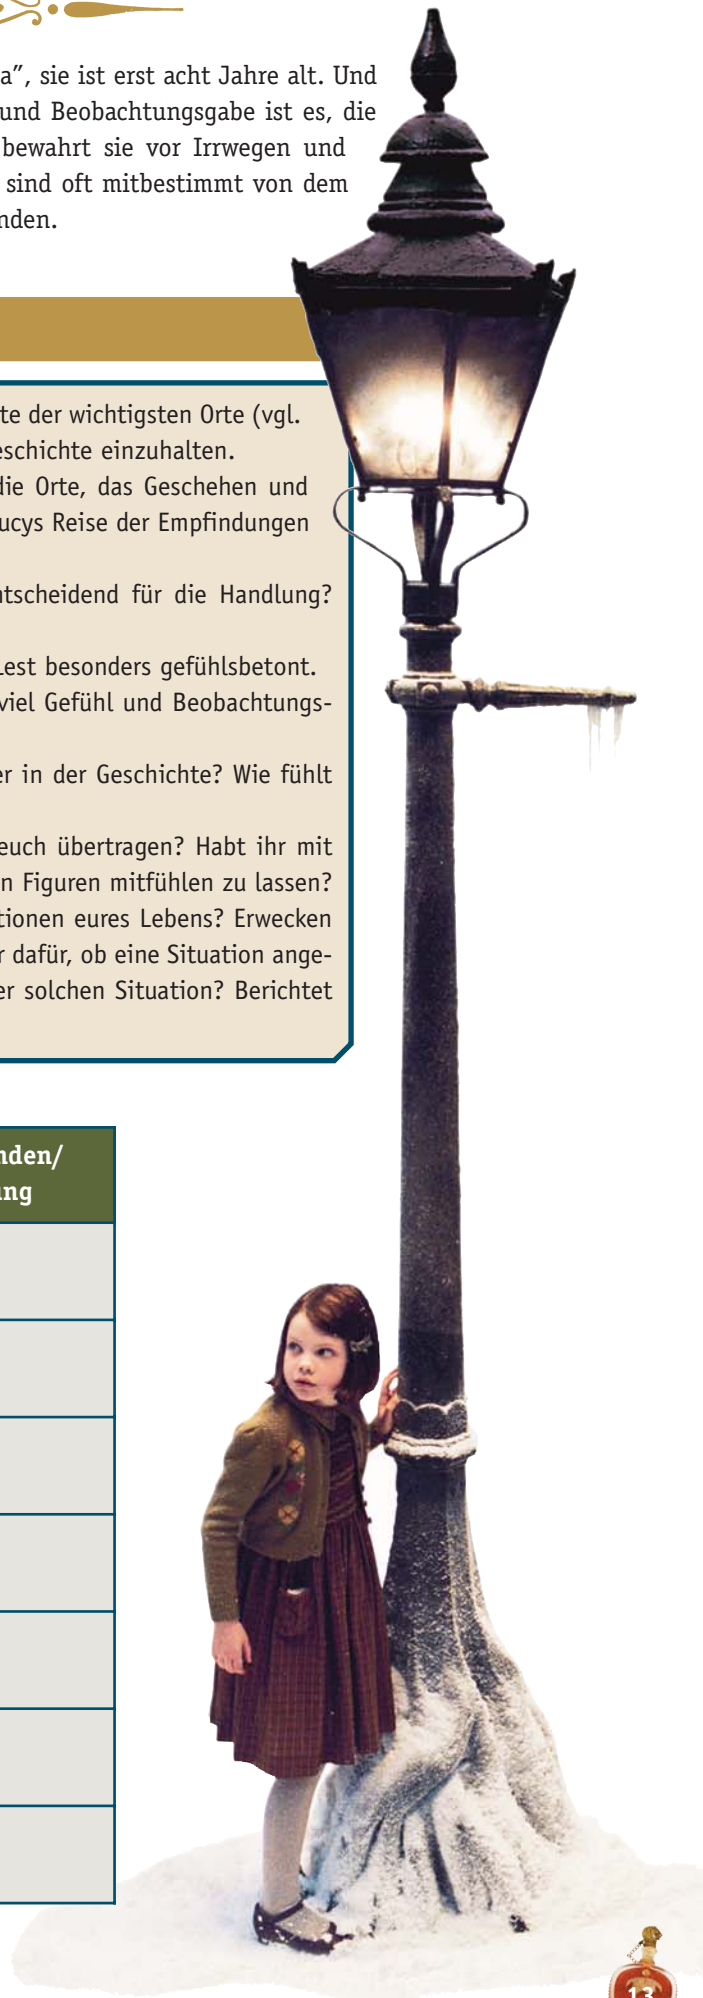 a”, sie ist erst acht Jahre alt. Und
und Beobachtungsgabe ist es, die
bewahrt sie vor Irrwegen und
sind oft mitbestimmt von dem
nden.
te der wichtigsten Orte (vgl.
eschichte einzuhalten.
die Orte, das Geschehen und
ucys Reise der Empfindungen
ntscheidend für die Handlung?
Lest besonders gefühlsbetont.
viel Gefühl und Beobachtungs-
er in der Geschichte? Wie fühlt
euch übertragen? Habt ihr mit
n Figuren mitfühlen zu lassen?
tionen eures Lebens? Erwecken
r dafür, ob eine Situation ange-
er solchen Situation? Berichtet
nden/
ung
13